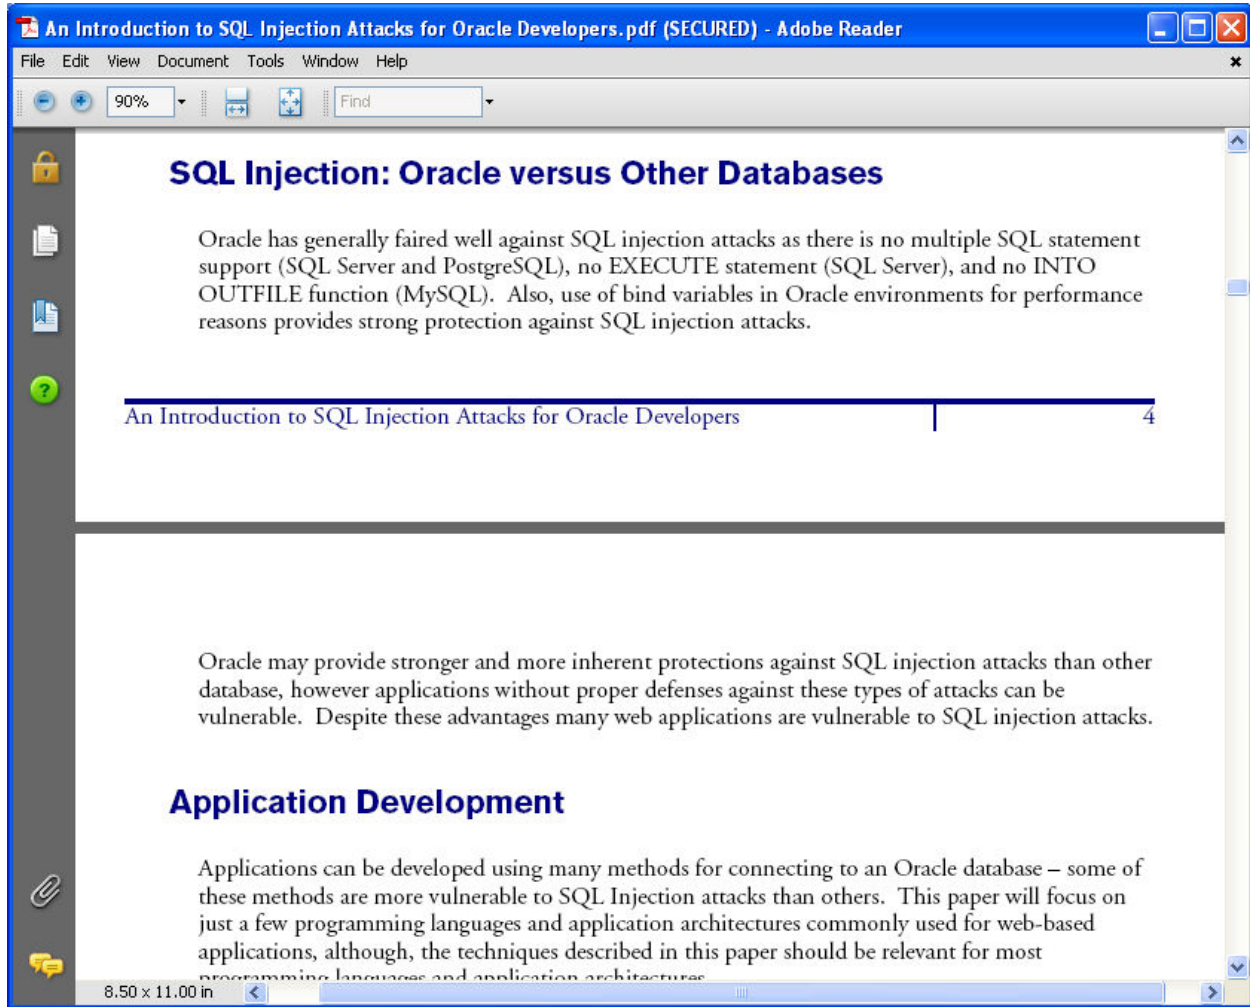 An Introduction to SQL Injection Attacks for Oracle Developers.pdf (SECURED) - Adobe Reader
File Edit View Document Tools Window Help
90% Find
SQL Injection: Oracle versus Other Databases
Oracle has generally faired well against SQL injection attacks as there is no multiple SQL statement
support (SQL Server and PostgreSQL), no EXECUTE statement (SQL Server), and no INTO
OUTFILE function (MySQL). Also, use of bind variables in Oracle environments for performance
reasons provides strong protection against SQL injection attacks.
An Introduction to SQL Injection Attacks for Oracle Developers 4
Oracle may provide stronger and more inherent protections against SQL injection attacks than other
database, however applications without proper defenses against these types of attacks can be
vulnerable. Despite these advantages many web applications are vulnerable to SQL injection attacks.
Application Development
Applications can be developed using many methods for connecting to an Oracle database – some of
these methods are more vulnerable to SQL Injection attacks than others. This paper will focus on
just a few programming languages and application architectures commonly used for web-based
applications, although, the techniques described in this paper should be relevant for most
programming languages and application architectures
8.50 x 11.00 in